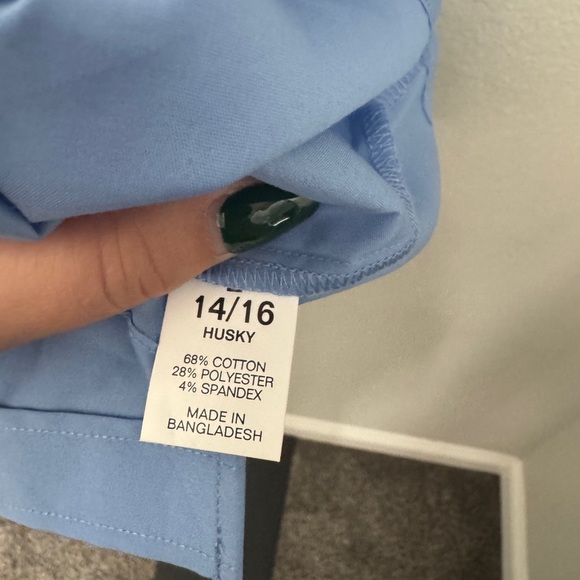 14/16
HUSKY
68% COTTON
28% POLYESTER
4% SPANDEX
MADE IN
BANGLADESH